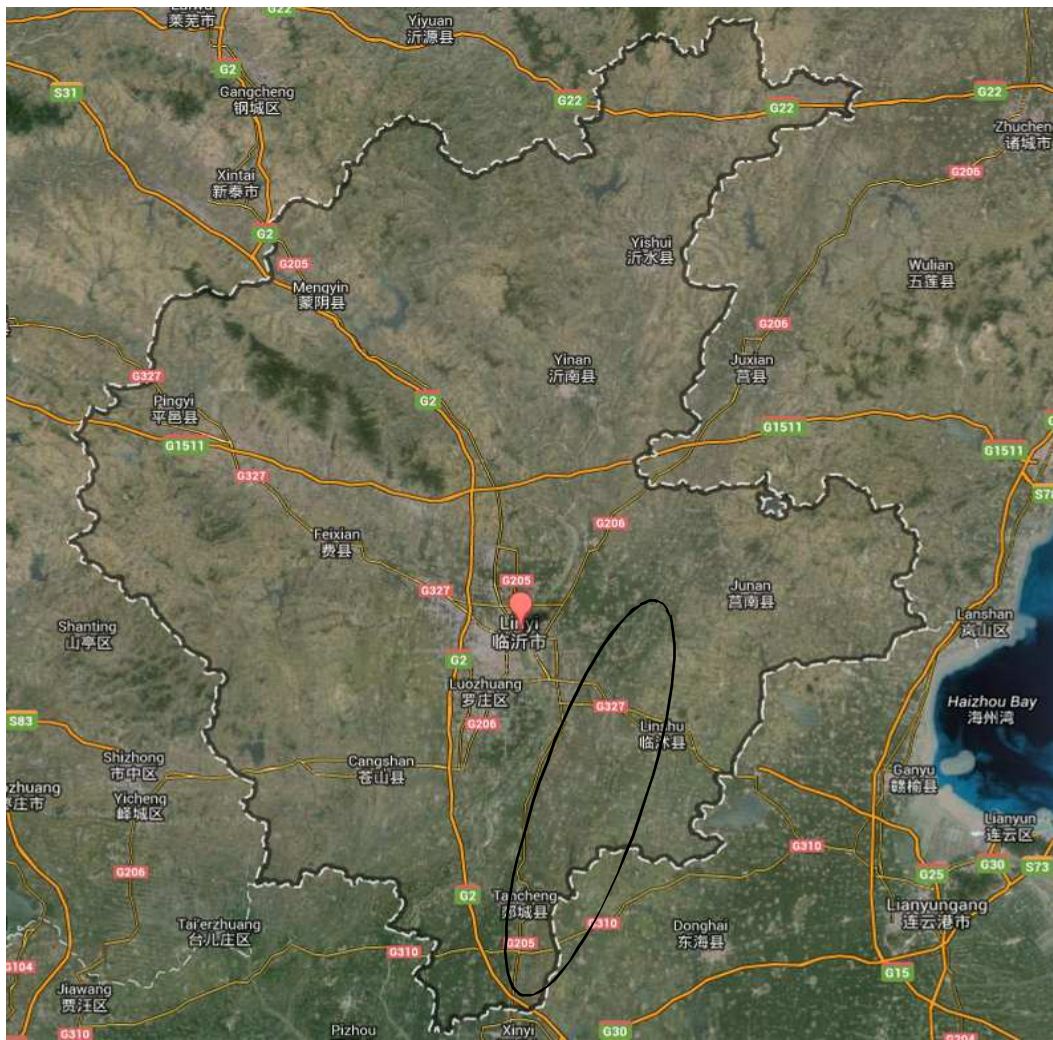 莱芜市
G22
Yiyuan
沂源县
G2
S31
Gangcheng
钢城区
G22
G22
G22
Zhucheng
诸城市
Xintai
新泰市
G206
G2
G205
Yishui
沂水县
Wulian
五莲县
Mengyin
蒙阴县
G206
G327
Yinan
沂南县
Juxian
莒县
Pingyi
平邑县
G2
G1511
G1511
G1511
G327
G206
Feixian
费县
G205
G327
Junan
莒南县
Linyi
临沂市
Shanting
山亭区
Lanshan
岚山区
G2
Luozhuang
罗庄区
G327
Haizhou Bay
海州湾
S83
G206
Linshu
临沭县
Shizhong
市中区
Cangshan
苍山县
Ganyu
赣榆县
Yicheng
峄城区
Lianyun
连云区
G310
G206
G25
G30
S73
G2
Tancheng
郯城县
Lianyungang
连云港市
Tai'erzhuang
台儿庄区
G310
Donghai
东海县
G310
G205
G104
G15
Jiawang
贾汪区
G310
Pizhou
Xinyi
G30
G204